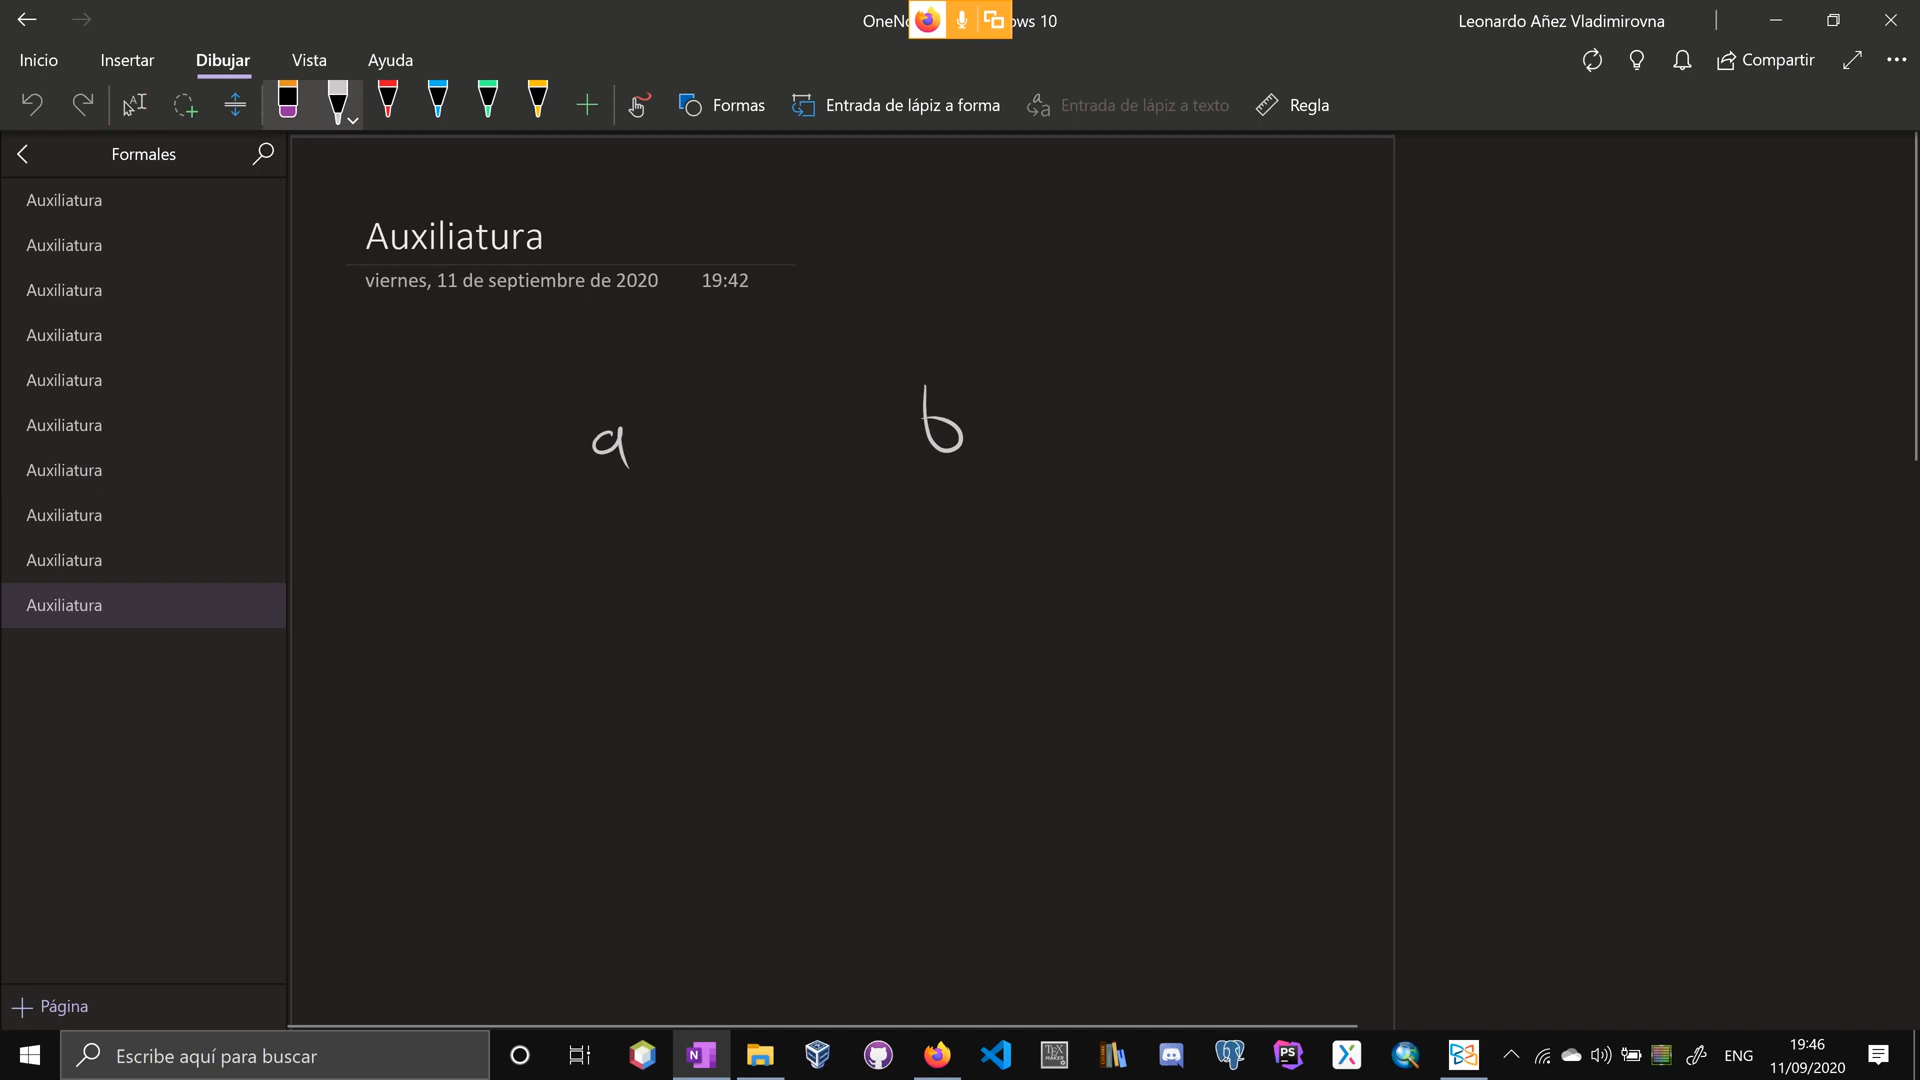 OneNo
ows 10
Leonardo Añez Vladimirovna
Inicio
Insertar
Dibujar
Vista
Ayuda
Compartir
Formas
Entrada de lápiz a forma
Entrada de lápiz a texto
Regla
Formales
Auxiliatura
Auxiliatura
Auxiliatura
Auxiliatura
Auxiliatura
Auxiliatura
Auxiliatura
Auxiliatura
Auxiliatura
Auxiliatura
Página
Auxiliatura
viernes, 11 de septiembre de 2020 19:42
a b
Escribe aquí para buscar
ENG
19:46
11/09/2020